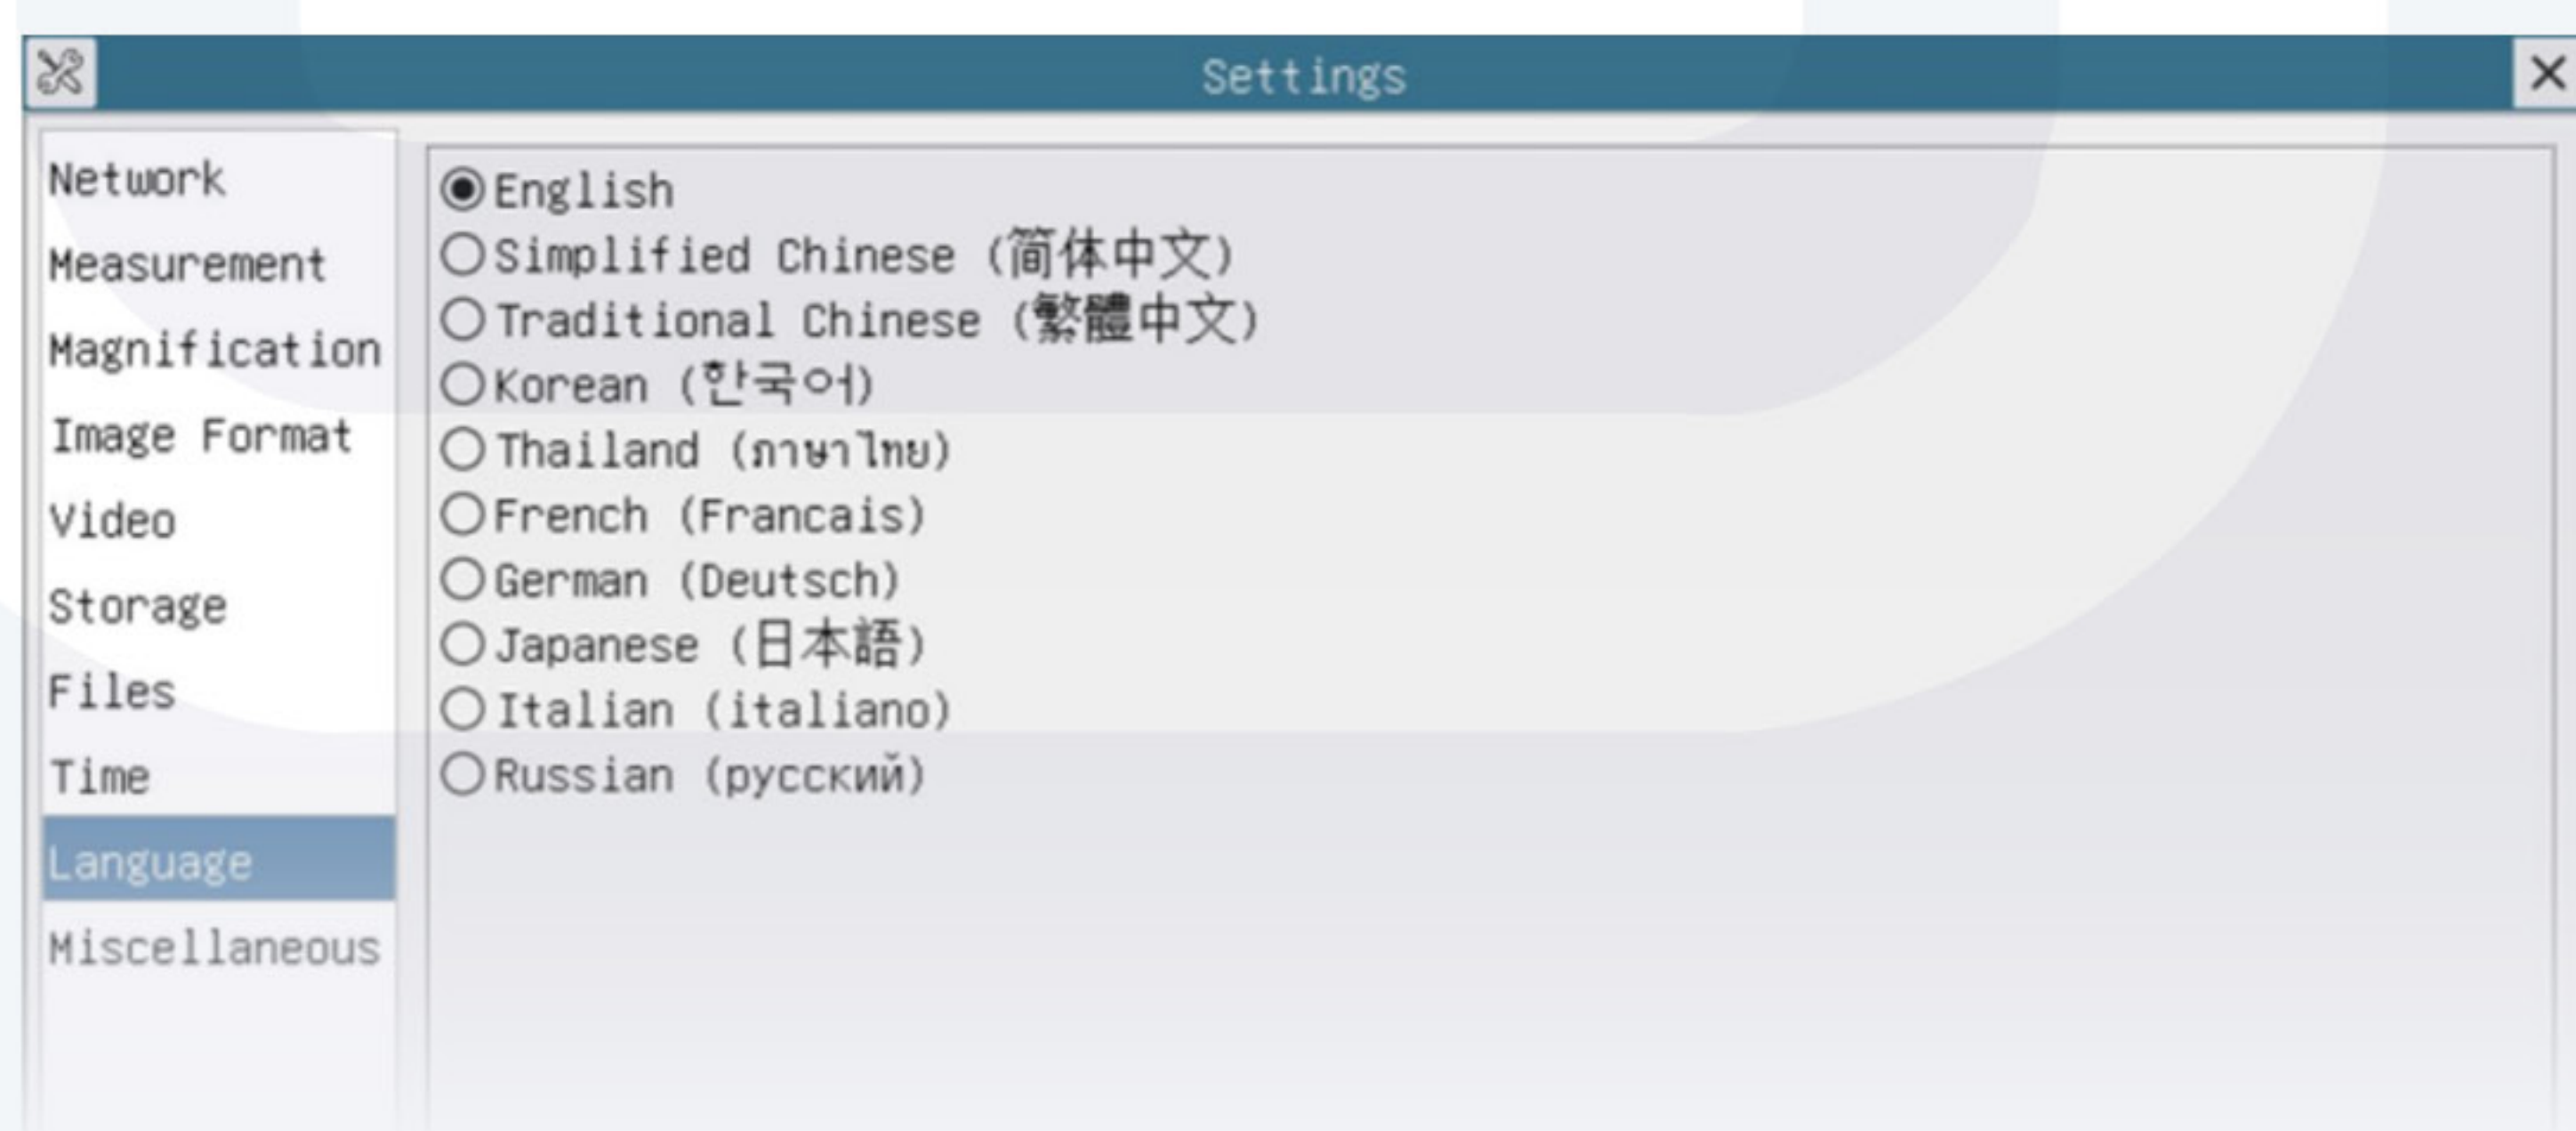 Settings
Network
Measurement
Magnification
Image Format
Video
Storage
Files
Time
Language
Miscellaneous
English
Simplified Chinese (简体中文)
Traditional Chinese (繁體中文)
Korean (한국어)
Thailand (ภาษาไทย)
French (Francais)
German (Deutsch)
Japanese (日本語)
Italian (italiano)
Russian (русский)